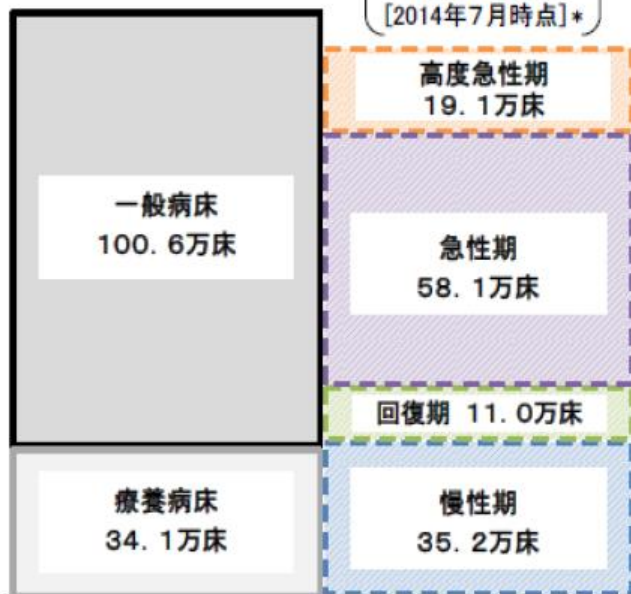 [2014年7月時点]*
高度急性期
19.1万床
一般病床
100.6万床
急性期
58.1万床
回復期 11.0万床
療養病床
34.1万床
慢性期
35.2万床